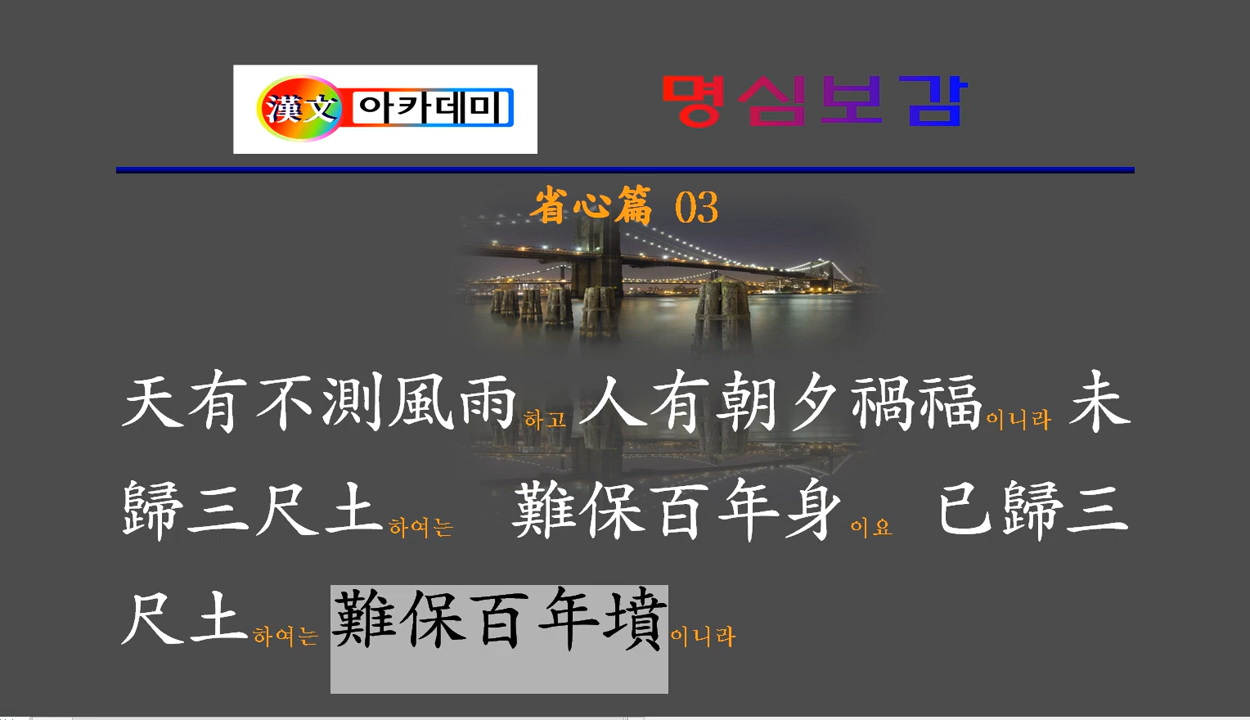 漢文 아카데미 명심보감
省心篇 03
天有不測風雨하고 人有朝夕禍福이니라 未
歸三尺土하여는 難保百年身이요 已歸三
尺土하여는 難保百年墳이니라